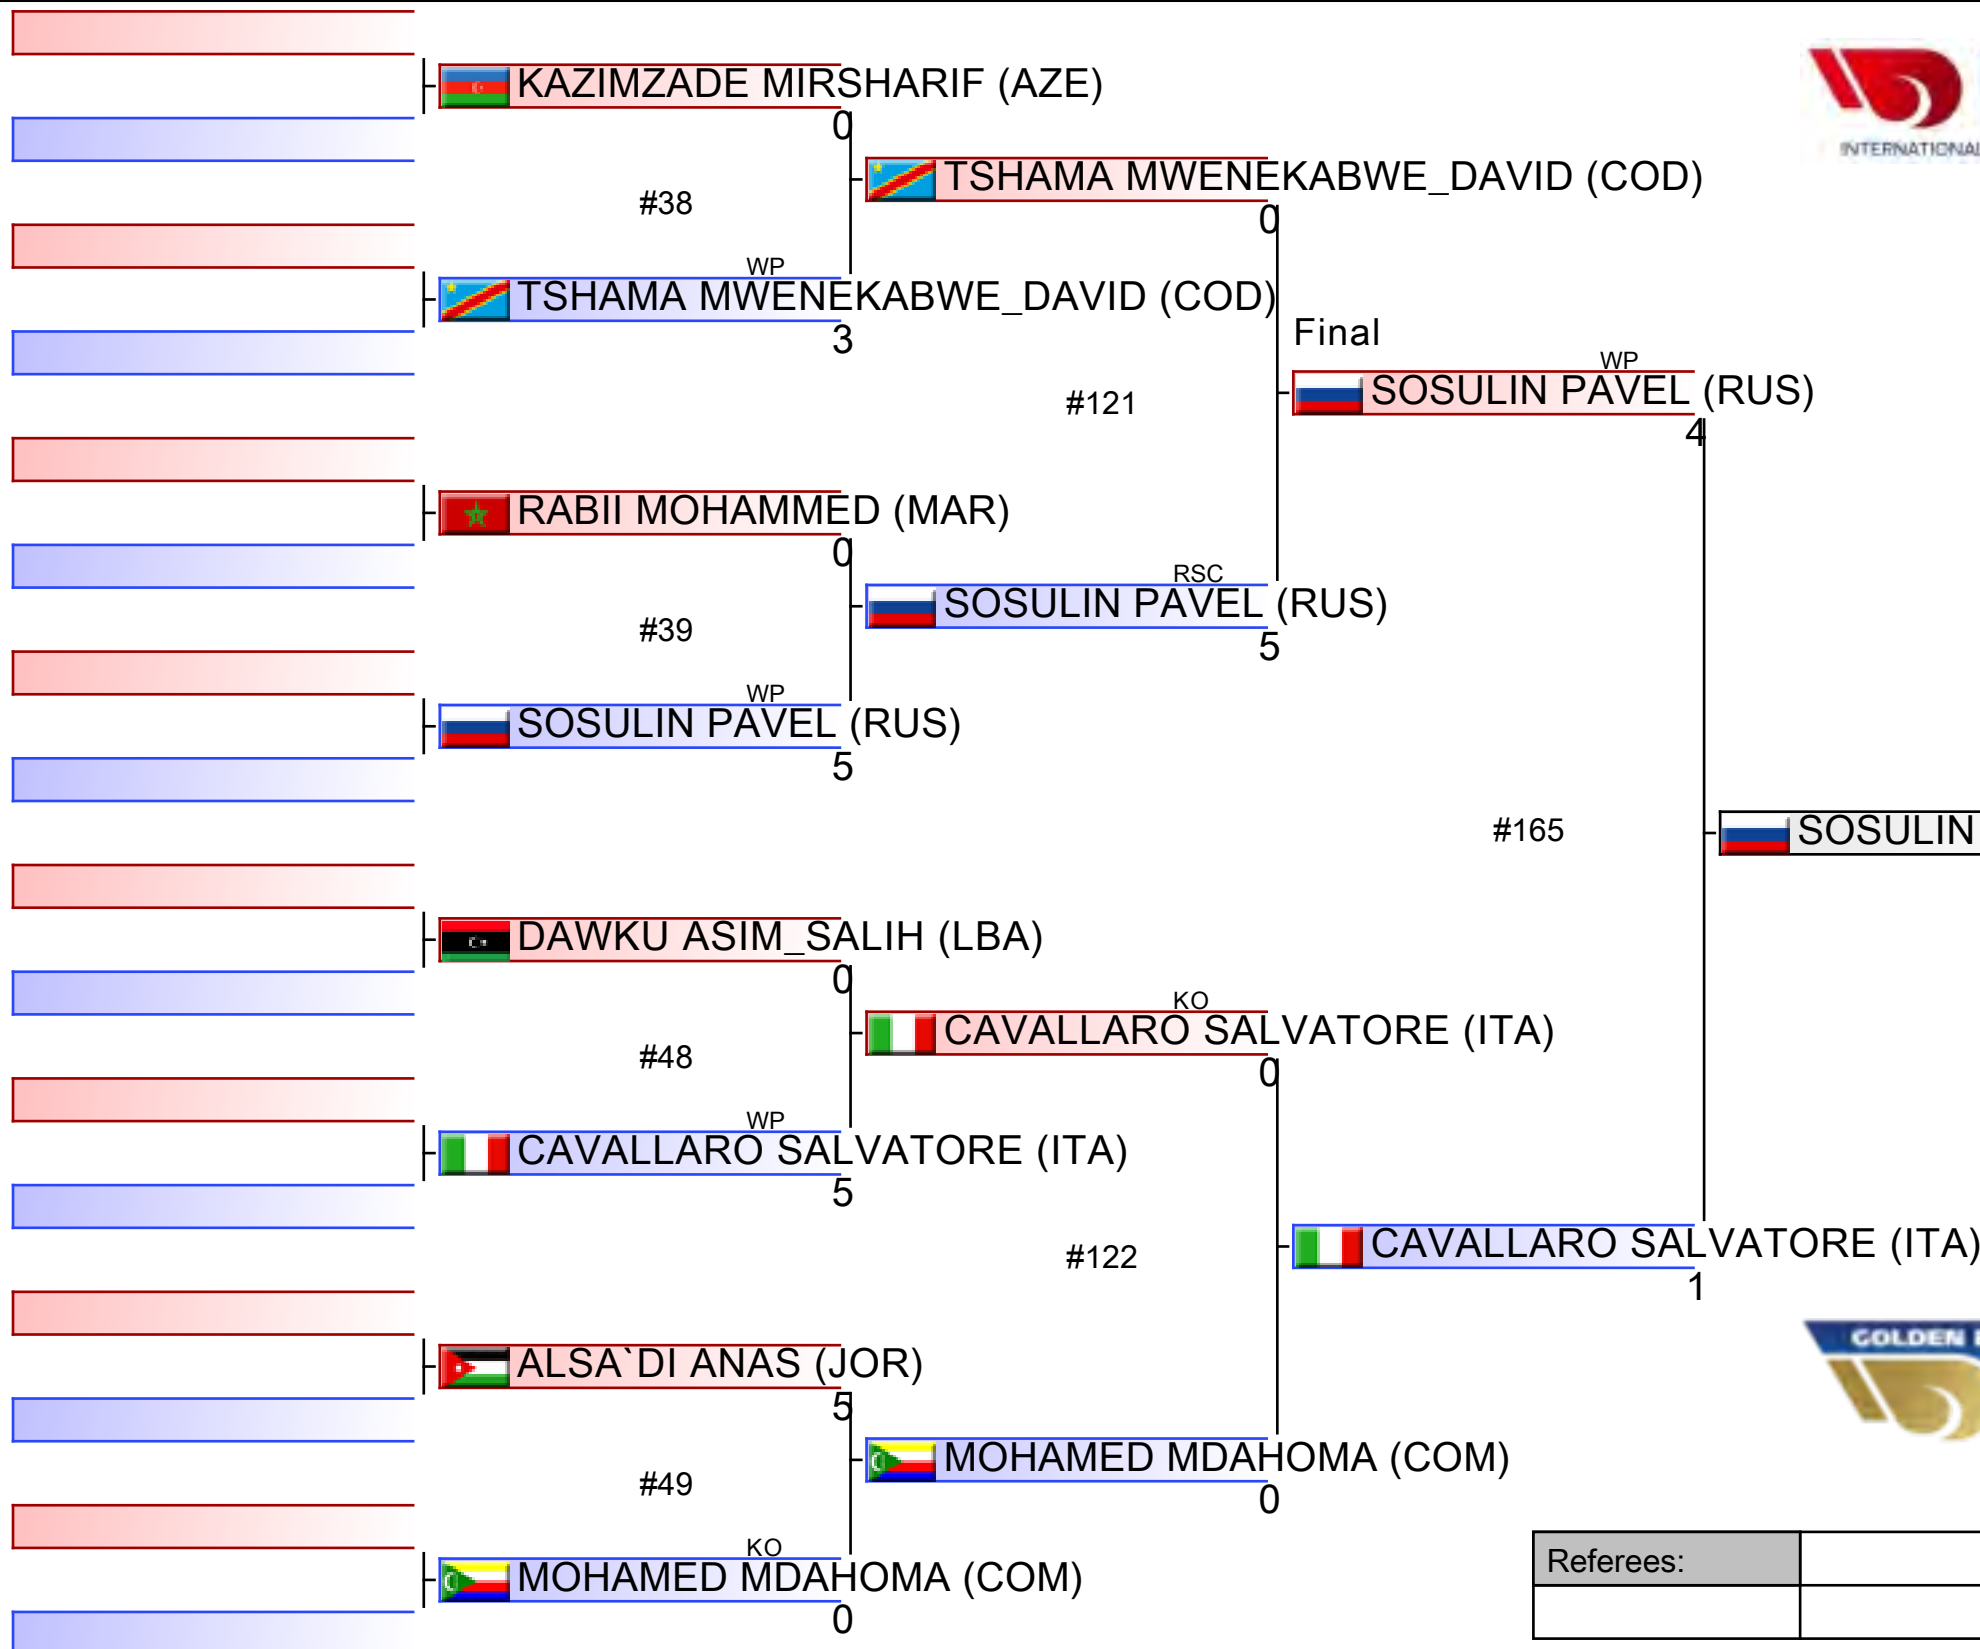 KAZIMZADE MIRSHARIF (AZE)
0
#38
WP
TSHAMA MWENEKABWE_DAVID (COD)
3
RABII MOHAMMED (MAR)
0
#39
WP
SOSULIN PAVEL (RUS)
5
DAWKU ASIM_SALIH (LBA)
0
#48
WP
CAVALLARO SALVATORE (ITA)
5
ALSA`DI ANAS (JOR)
5
#49
KO
MOHAMED MDAHOMA (COM)
0
TSHAMA MWENEKABWE_DAVID (COD)
0
#121
RSC
SOSULIN PAVEL (RUS)
5
KO
CAVALLARO SALVATORE (ITA)
0
#122
MOHAMED MDAHOMA (COM)
0
Final
WP
SOSULIN PAVEL (RUS)
4
#165
CAVALLARO SALVATORE (ITA)
1
SOSULIN
INTERNATIONAL
GOLDEN
Referees: